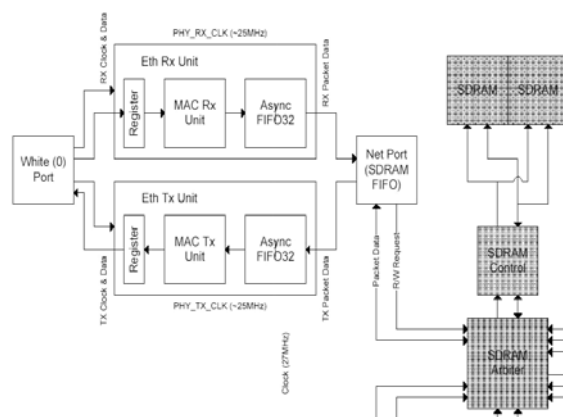 PHY_RX_CLK (~25MHz)
RX Clock & Data
Eth Rx Unit
Register
MAC Rx
Unit
Async
FIFO32
RX Packet Data
SDRAM
SDRAM
White (0)
Port
Net Port
(SDRAM
FIFO)
Eth Tx Unit
Register
MAC Tx
Unit
Async
FIFO32
TX Clock & Data
PHY_TX_CLK (~25MHz)
TX Packet Data
Packet Data
R/W Request
SDRAM
Control
Clock (27MHz)
SDRAM
Arbiter